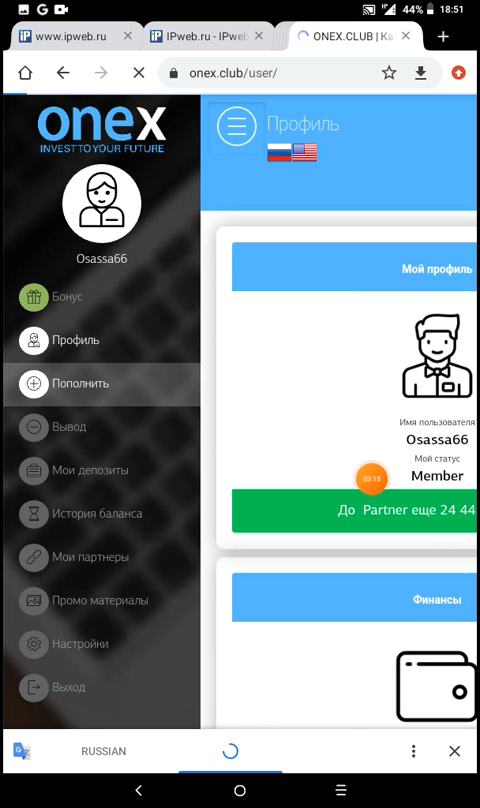 44% 18:51
www.ipweb.ru
IPweb.ru - IPweb
ONEX.CLUB | Ка
onex.club/user/
onex
INVEST TO YOUR FUTURE
Osassa66
Бонус
Профиль
Пополнить
Вывод
Мои депозиты
История баланса
Мои партнеры
Промо материалы
Настройки
Выход
Профиль
Мой профиль
Имя пользователя
Osassa66
Мой статус
Member
03:15
До Partner еще 24 44
Финансы
RUSSIAN